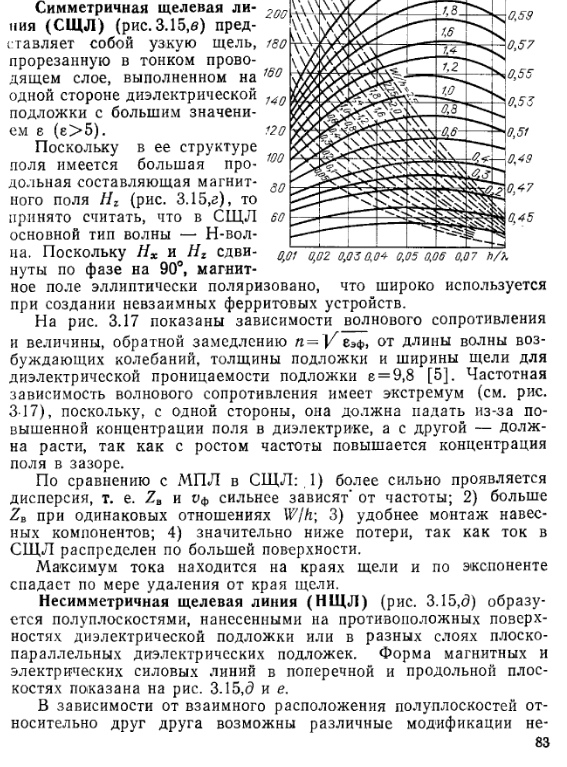 Симметричная щелевая ли-
ния (СЩЛ) (рис. 3.15,в) пред-
ставляет собой узкую щель,
прорезанную в тонком прово-
дящем слое, выполненном на
одной стороне диэлектрической
подложки с большим значени-
ем ε (ε>5).
Поскольку в ее структуре
поля имеется большая про-
дольная составляющая магнит-
ного поля Hz (рис. 3.15,г), то
принято считать, что в СЩЛ
основной тип волны — Н-вол-
на. Поскольку Hx и Hz сдви-
нуты по фазе на 90°, магнит-
200
180
160
140
120
100
80
60
1,8
1,6
1,4
1,2
1,0
0,8
0,6
0,4
0,3
0,2
0,59
0,57
0,55
0,53
0,51
0,49
0,47
0,45
0,01 0,02 0,03 0,04 0,05 0,06 0,07 h/λ
ное поле эллиптически поляризовано, что широко используется
при создании невзаимных ферритовых устройств.
На рис. 3.17 показаны зависимости волнового сопротивления
и величины, обратной замедлению n=√εэф, от длины волны воз-
буждающих колебаний, толщины подложки и ширины щели для
диэлектрической проницаемости подложки ε=9,8 [5]. Частотная
зависимость волнового сопротивления имеет экстремум (см. рис.
3.17), поскольку, с одной стороны, она должна падать из-за по-
вышенной концентрации поля в диэлектрике, а с другой — долж-
на расти, так как с ростом частоты повышается концентрация
поля в зазоре.
По сравнению с МПЛ в СЩЛ: 1) более сильно проявляется
дисперсия, т. е. Zв и vф сильнее зависят от частоты; 2) больше
Zв при одинаковых отношениях W/h; 3) удобнее монтаж навес-
ных компонентов; 4) значительно ниже потери, так как ток в
СЩЛ распределен по большей поверхности.
Максимум тока находится на краях щели и по экспоненте
спадает по мере удаления от края щели.
Несимметричная щелевая линия (НЩЛ) (рис. 3.15,д) образу-
ется полуплоскостями, нанесенными на противоположных поверх-
ностях диэлектрической подложки или в разных слоях плоско-
параллельных диэлектрических подложек. Форма магнитных и
электрических силовых линий в поперечной и продольной плос-
костях показана на рис. 3.15,д и е.
В зависимости от взаимного расположения полуплоскостей от-
носительно друг друга возможны различные модификации не-
83